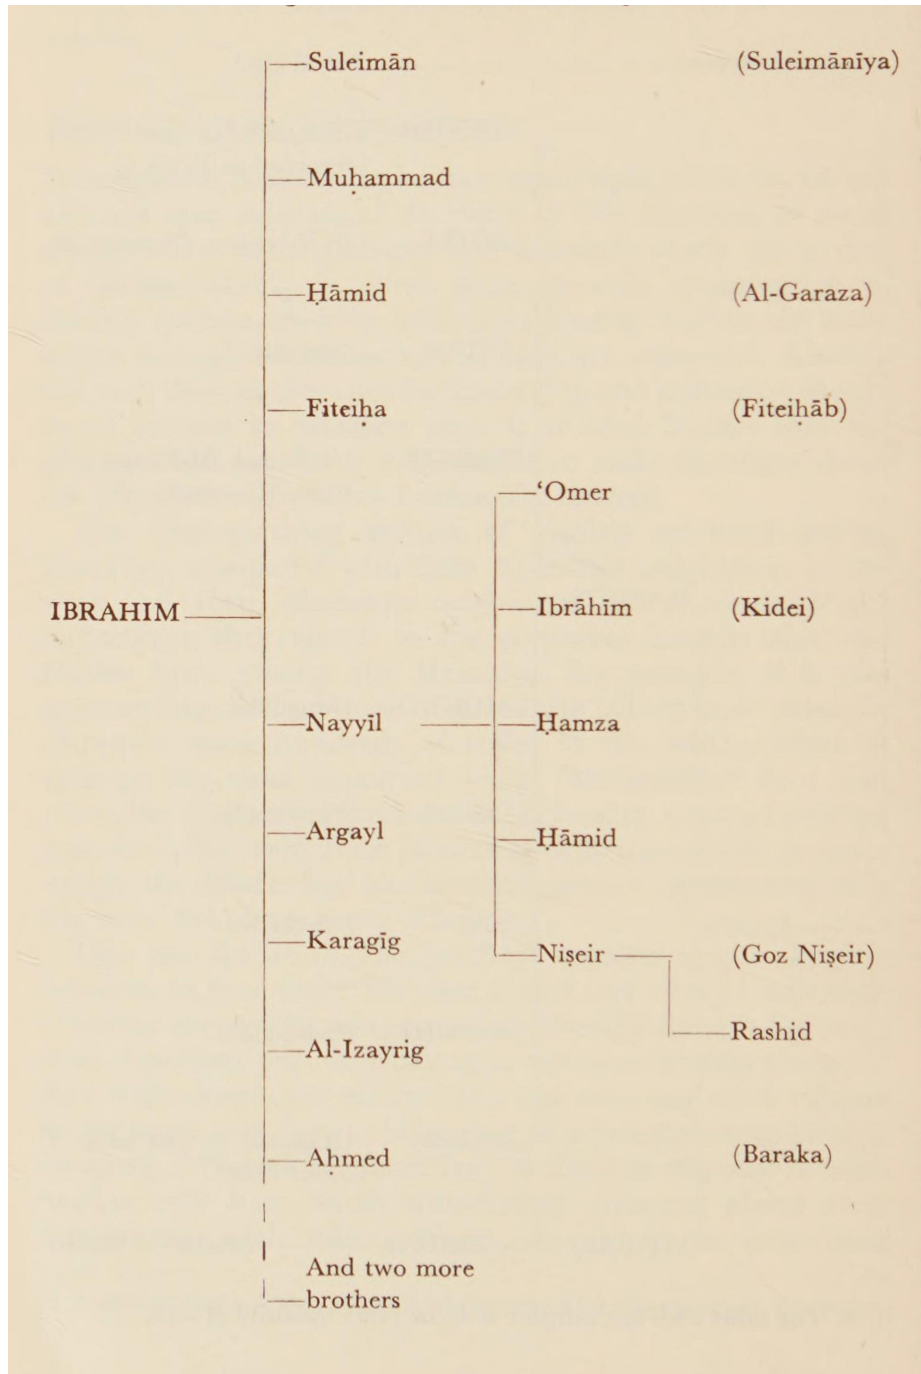 Suleimān (Suleimānīya)
Muḥammad
Ḥāmid (Al-Garaza)
Fiteiḥa (Fiteiḥāb)
‘Omer
IBRAHIM Ibrāhīm (Kidei)
Nayyīl Ḥamza
Argayl Ḥāmid
Karagīg Niṣeir (Goz Niṣeir)
Rashid
Al-Izayrig
Aḥmed (Baraka)
And two more
brothers